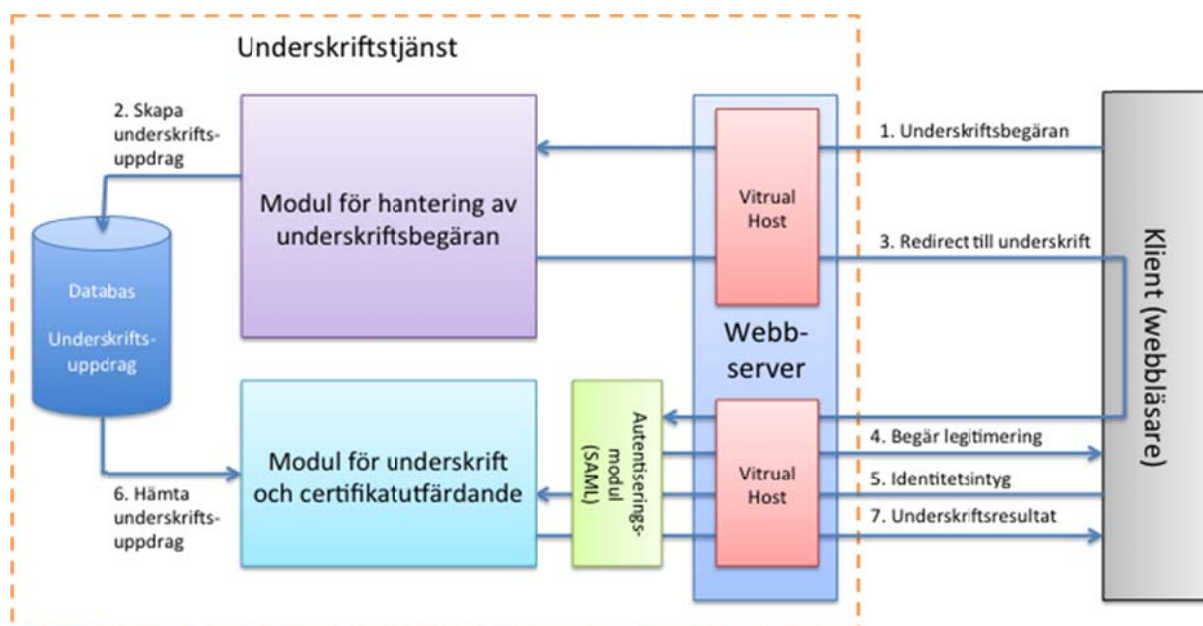 Underskriftstjänst
2. Skapa
underskrifts-
uppdrag
Modul för hantering av
underskriftsbegäran
Vitrual
Host
1. Underskriftsbegäran
3. Redirect till underskrift
Klient (webbläsare)
Databas
Underskrifts-
uppdrag
Webb-
server
Modul för underskrift
och certifikatutfärdande
Autentiserings-
modul
(SAML)
Vitrual
Host
4. Begär legitimering
5. Identitetsintyg
7. Underskriftsresultat
6. Hämta
underskrifts-
uppdrag